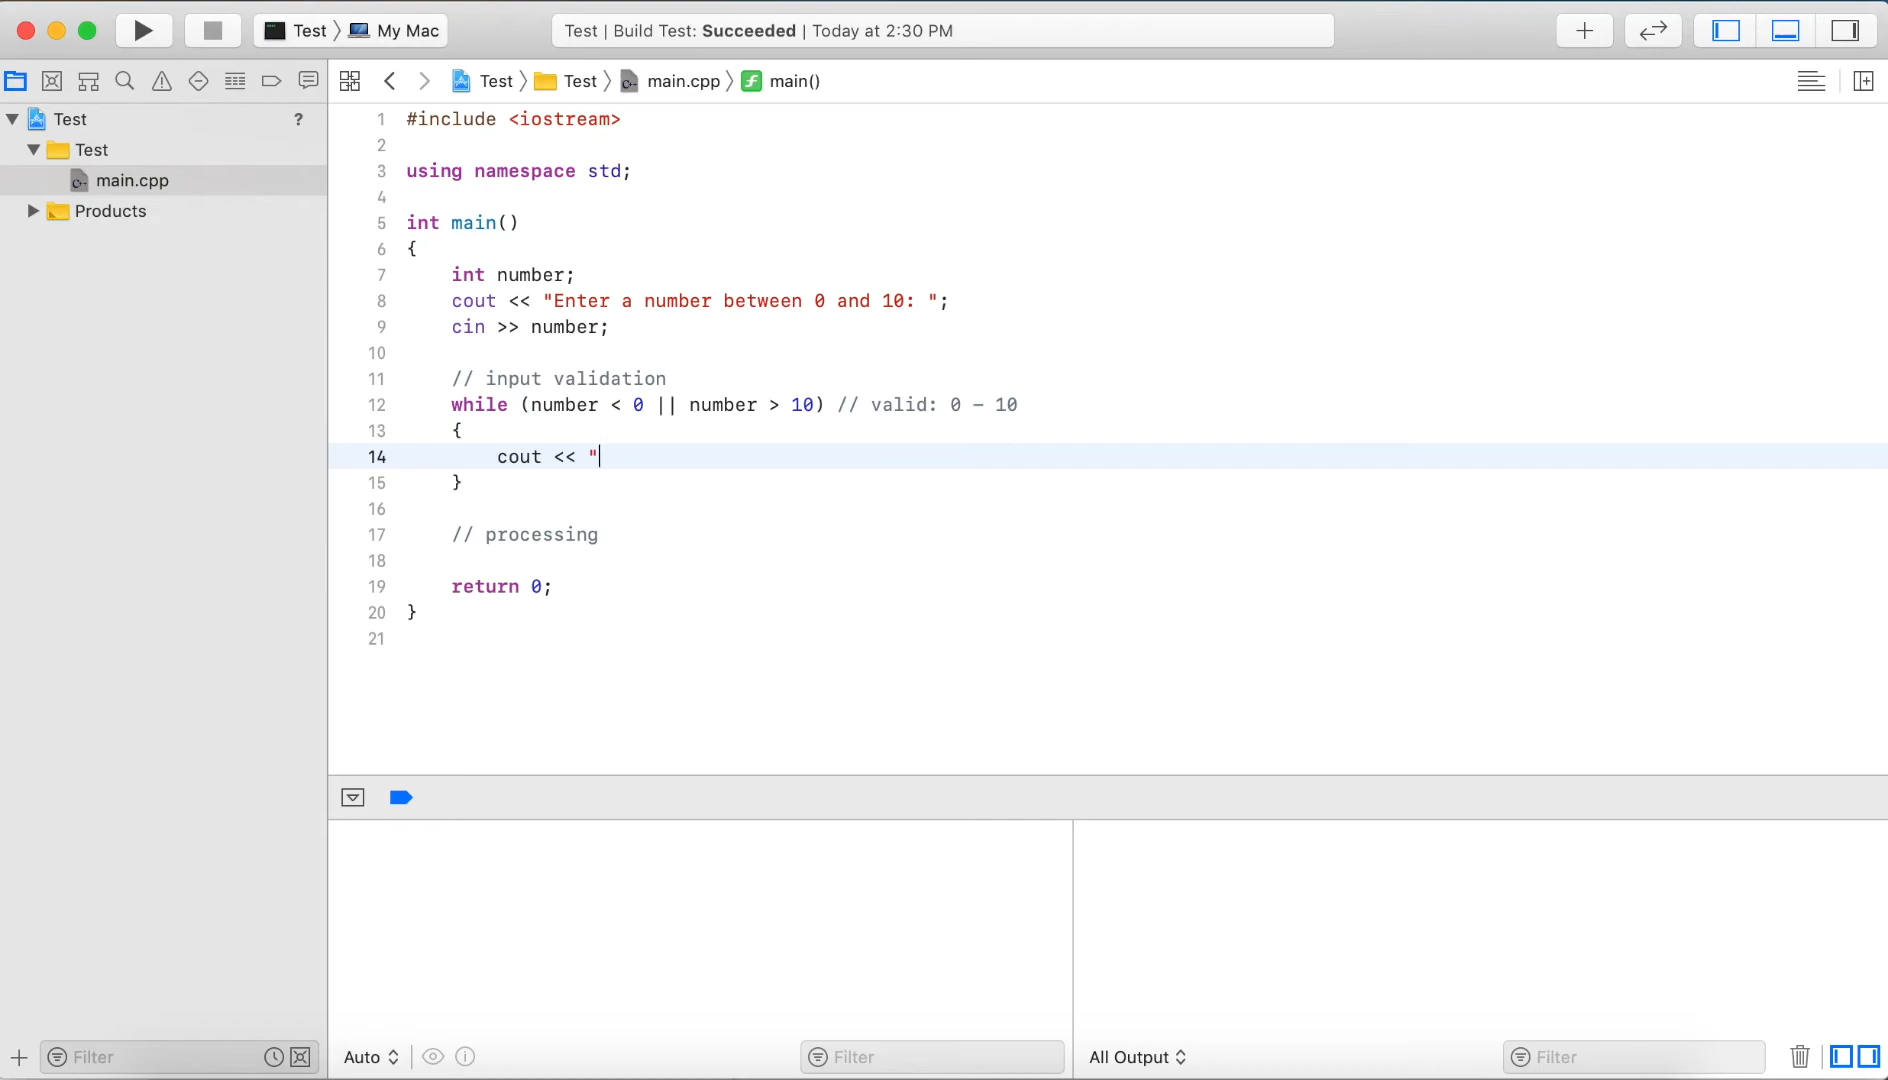 Test 〉 My Mac
Test | Build Test: Succeeded | Today at 2:30 PM
Test 〉 Test 〉 main.cpp 〉 main()
Test ?
Test
main.cpp
Products
1 #include <iostream>
2
3 using namespace std;
4
5 int main()
6 {
7 int number;
8 cout << "Enter a number between 0 and 10: ";
9 cin >> number;
10
11 // input validation
12 while (number < 0 || number > 10) // valid: 0 - 10
13 {
14 cout << "
15 }
16
17 // processing
18
19 return 0;
20 }
21
Filter
Auto
Filter
All Output
Filter